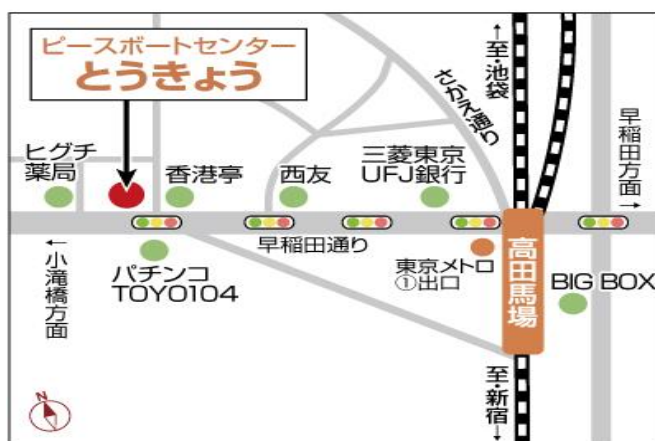 ピースボートセンター
とうきょう
←至・池袋
さかえ通り
早稲田方面→
ヒグチ
薬局
香港亭
西友
三菱東京
UFJ銀行
早稲田通り
←小滝橋方面
パチンコ
TOYO104
東京メトロ
①出口
高田馬場
BIG BOX
至・新宿→
N